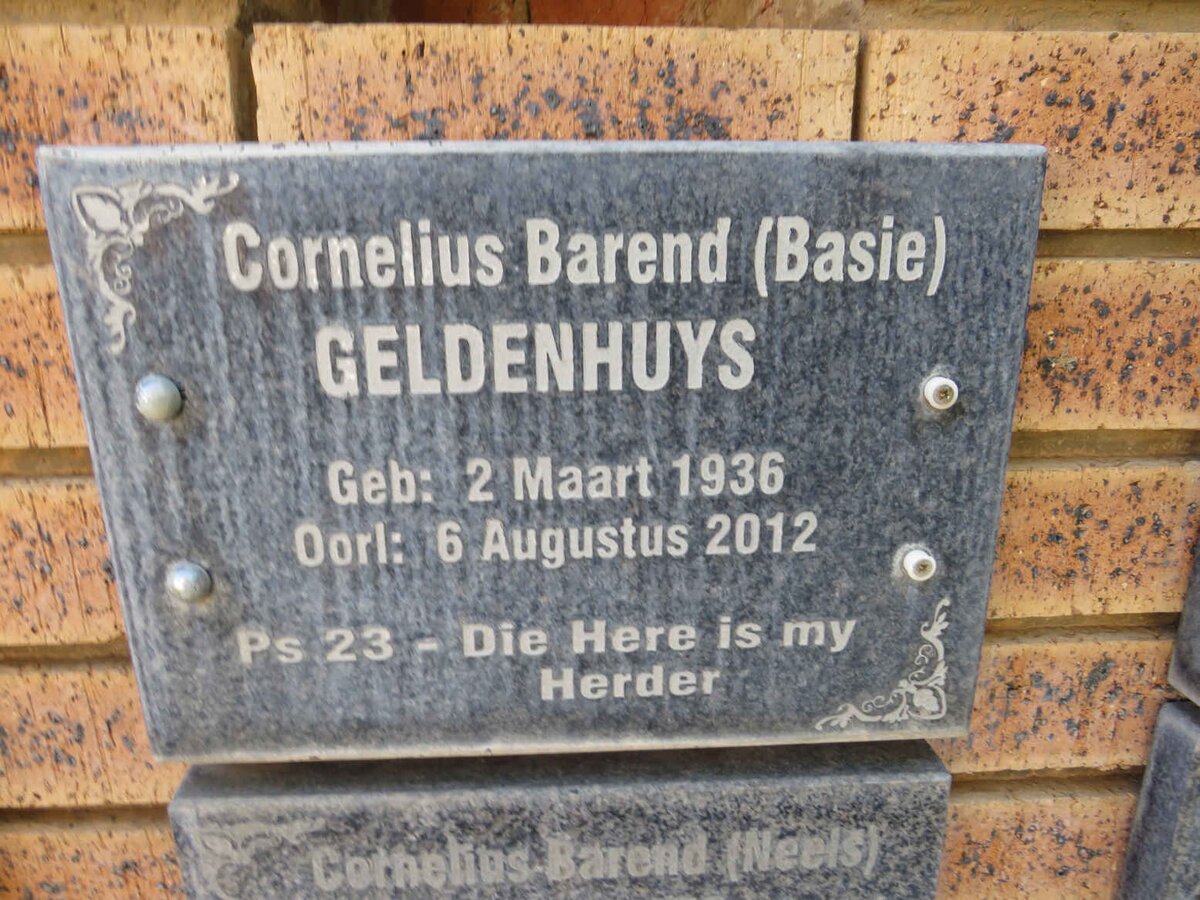 Cornelius Barend (Basie)
GELDENHUYS
Geb: 2 Maart 1936
Oorl: 6 Augustus 2012
Ps 23 - Die Here is my
Herder
Cornelius Barend (Neels)